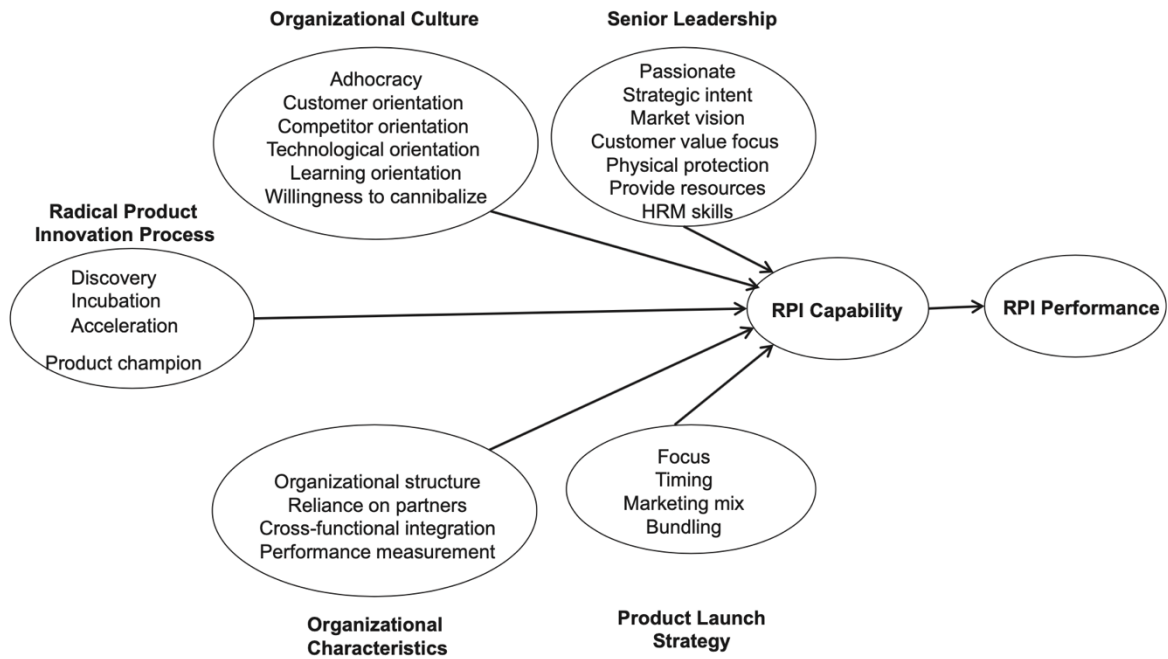 Organizational Culture
Adhocracy
Customer orientation
Competitor orientation
Technological orientation
Learning orientation
Willingness to cannibalize
Senior Leadership
Passionate
Strategic intent
Market vision
Customer value focus
Physical protection
Provide resources
HRM skills
Radical Product
Innovation Process
Discovery
Incubation
Acceleration
Product champion
RPI Capability
RPI Performance
Organizational structure
Reliance on partners
Cross-functional integration
Performance measurement
Organizational
Characteristics
Focus
Timing
Marketing mix
Bundling
Product Launch
Strategy